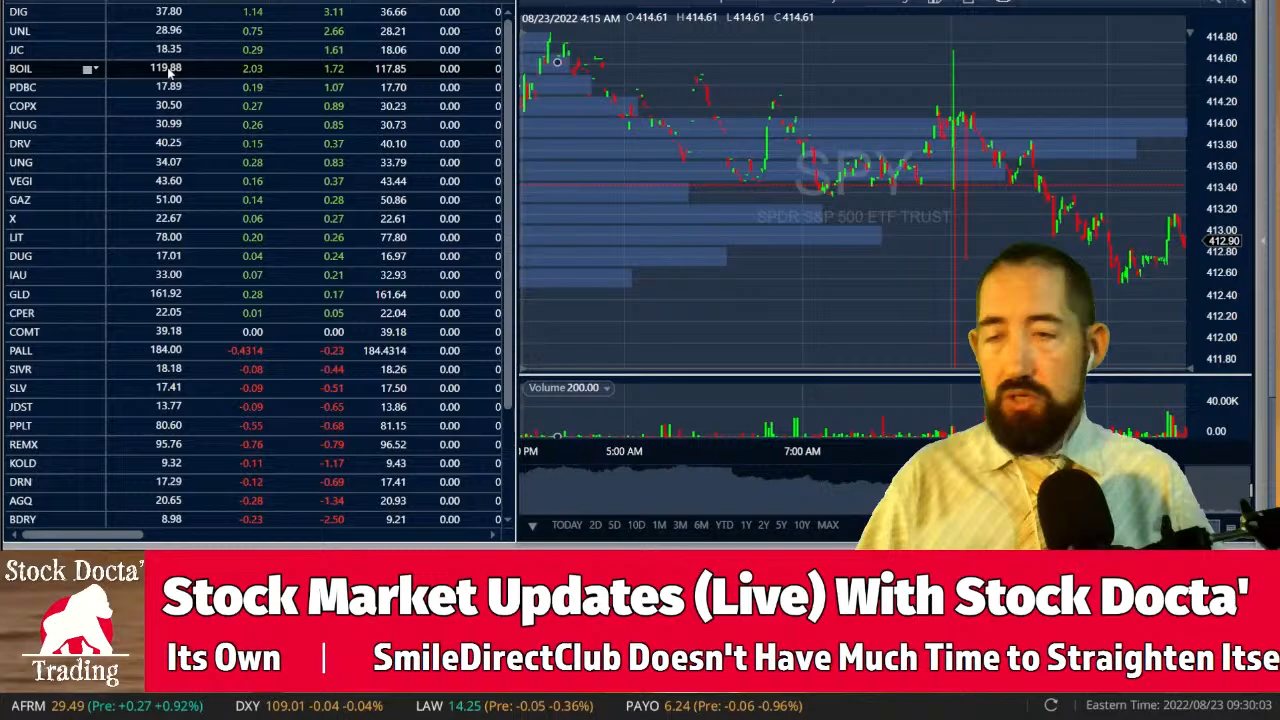 DIG 37.80 1.14 3.11 36.66 0.00 0
UNL 28.96 0.75 2.66 28.21 0.00 0
JJC 18.35 0.29 1.61 18.06 0.00 0
BOIL 119.88 2.03 1.72 117.85 0.00 0
PDBC 17.89 0.19 1.07 17.70 0.00 0
COPX 30.50 0.27 0.89 30.23 0.00 0
JNUG 30.99 0.26 0.85 30.73 0.00 0
DRV 40.25 0.15 0.37 40.10 0.00 0
UNG 34.07 0.28 0.83 33.79 0.00 0
VEGI 43.60 0.16 0.37 43.44 0.00 0
GAZ 51.00 0.14 0.28 50.86 0.00 0
X 22.67 0.06 0.27 22.61 0.00 0
LIT 78.00 0.20 0.26 77.80 0.00 0
DUG 17.01 0.04 0.24 16.97 0.00 0
IAU 33.00 0.07 0.21 32.93 0.00 0
GLD 161.92 0.28 0.17 161.64 0.00 0
CPER 22.05 0.01 0.05 22.04 0.00 0
COMT 39.18 0.00 0.00 39.18 0.00 0
PALL 184.00 -0.4314 -0.23 184.4314 0.00 0
SIVR 18.18 -0.08 -0.44 18.26 0.00 0
SLV 17.41 -0.09 -0.51 17.50 0.00 0
JDST 13.77 -0.09 -0.65 13.86 0.00 0
PPLT 80.60 -0.55 -0.68 81.15 0.00 0
REMX 95.76 -0.76 -0.79 96.52 0.00 0
KOLD 9.32 -0.11 -1.17 9.43 0.00 0
DRN 17.29 -0.12 -0.69 17.41 0.00 0
AGQ 20.65 -0.28 -1.34 20.93 0.00 0
BDRY 8.98 -0.23 -2.50 9.21 0.00 0
08/23/2022 4:15 AM O 414.61 H 414.61 L 414.61 C 414.61
SPY
SPDR S&P 500 ETF TRUST
414.80
414.60
414.40
414.20
414.00
413.80
413.60
413.40
413.20
413.00
412.90
412.80
412.60
412.40
412.20
412.00
411.80
Volume 200.00
40.00K
0.00
PM 5:00 AM 7:00 AM
TODAY 2D 5D 10D 1M 3M 6M YTD 1Y 2Y 5Y 10Y MAX
Stock Docta'
Trading
Stock Market Updates (Live) With Stock Docta'
Its Own | SmileDirectClub Doesn't Have Much Time to Straighten Itse
AFRM 29.49 (Pre: +0.27 +0.92%) DXY 109.01 -0.04 -0.04% LAW 14.25 (Pre: -0.05 -0.36%) PAYO 6.24 (Pre: -0.06 -0.96%) Eastern Time: 2022/08/23 09:30:03